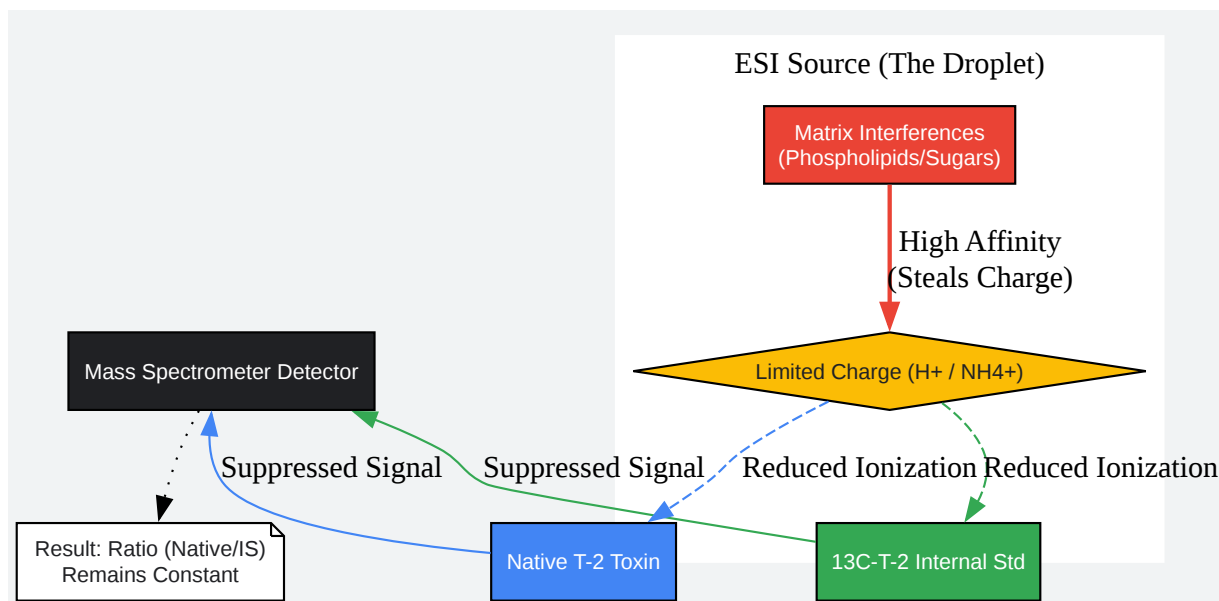 ESI Source (The Droplet)
Matrix Interferences
(Phospholipids/Sugars)
High Affinity
(Steals Charge)
Mass Spectrometer Detector
Limited Charge (H+ / NH4+)
Suppressed Signal
Suppressed Signal
Reduced Ionization
Reduced Ionization
Result: Ratio (Native/IS)
Remains Constant
Native T-2 Toxin
13C-T-2 Internal Std